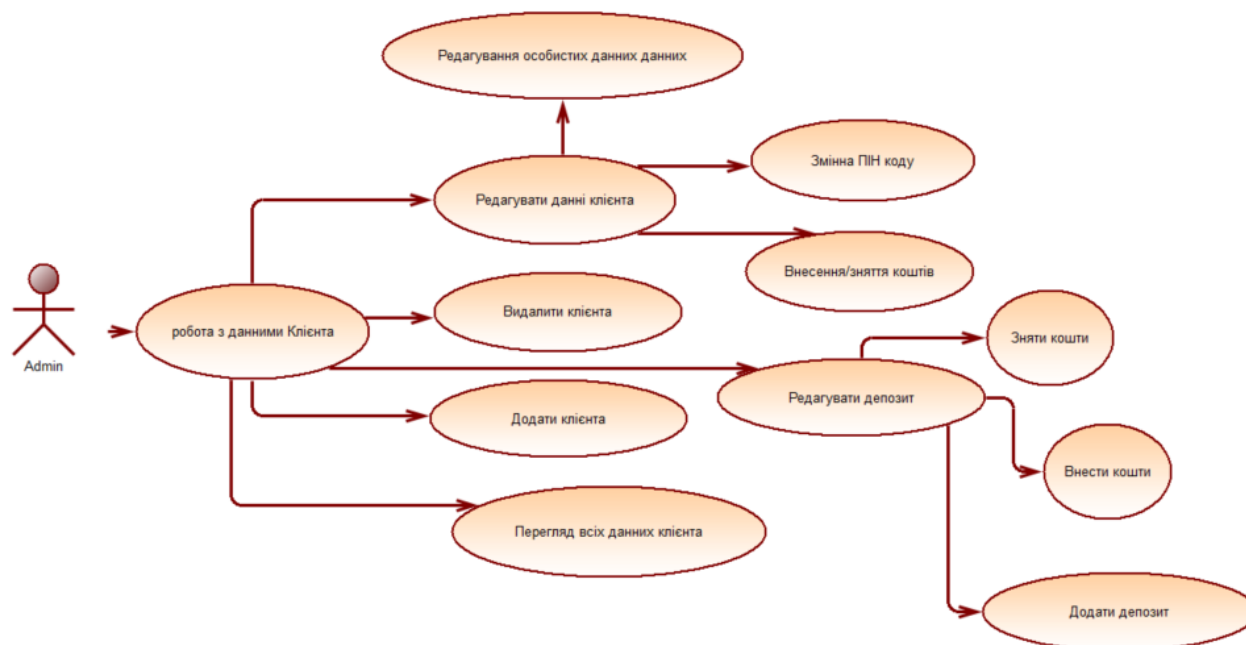 Редагування особистих данних данних
Змінна ПІН коду
Редагувати данні клієнта
Внесення/зняття коштів
Видалити клієнта
робота з данними Клієнта
Зняти кошти
Admin
Редагувати депозит
Додати клієнта
Внести кошти
Перегляд всіх данних клієнта
Додати депозит